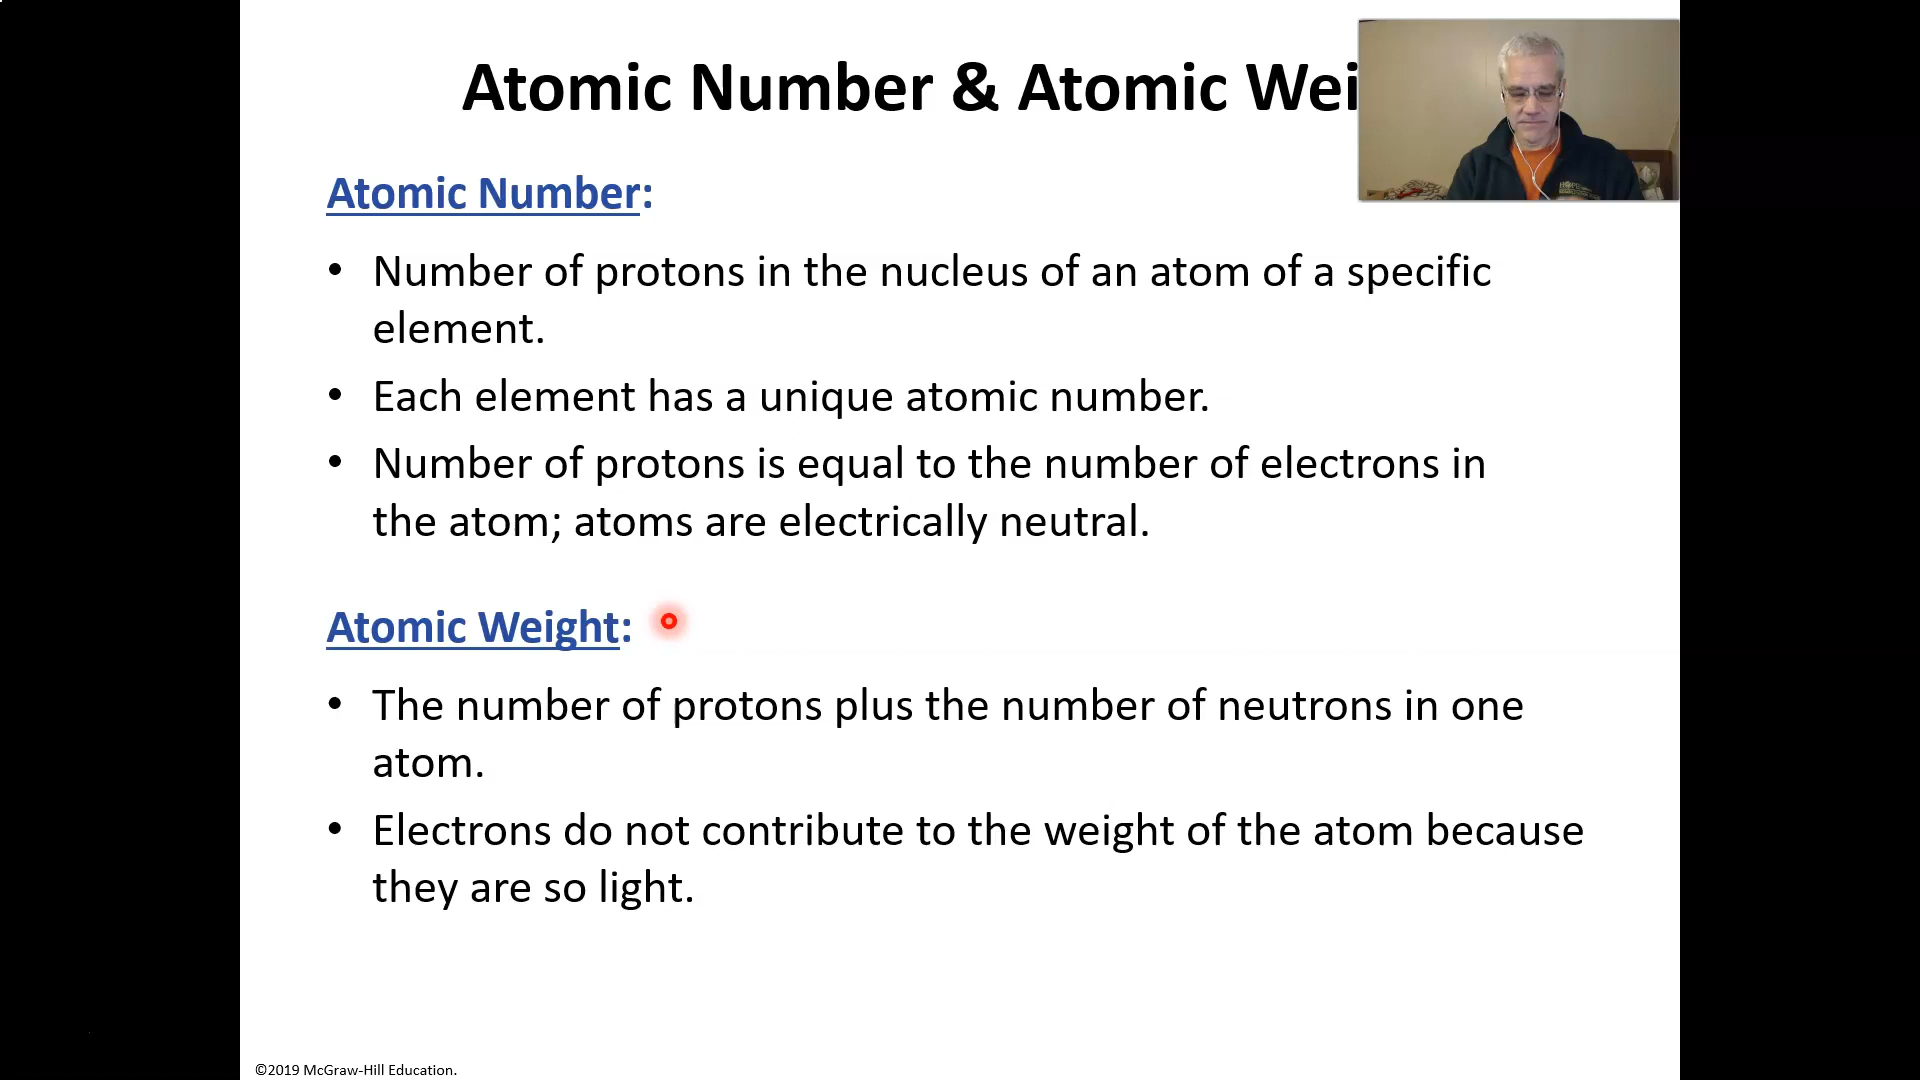 Atomic Number & Atomic Wei
Atomic Number:
• Number of protons in the nucleus of an atom of a specific
element.
• Each element has a unique atomic number.
• Number of protons is equal to the number of electrons in
the atom; atoms are electrically neutral.
Atomic Weight:
• The number of protons plus the number of neutrons in one
atom.
• Electrons do not contribute to the weight of the atom because
they are so light.
©2019 McGraw-Hill Education.